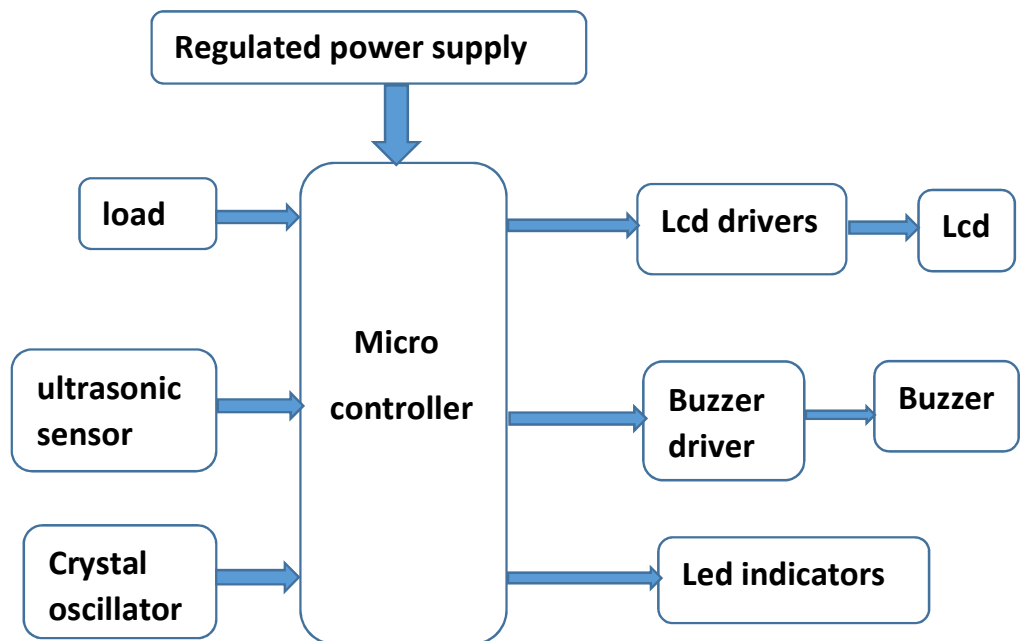 Regulated power supply
load
Lcd drivers
Lcd
Micro
controller
ultrasonic
sensor
Buzzer
driver
Buzzer
Crystal
oscillator
Led indicators